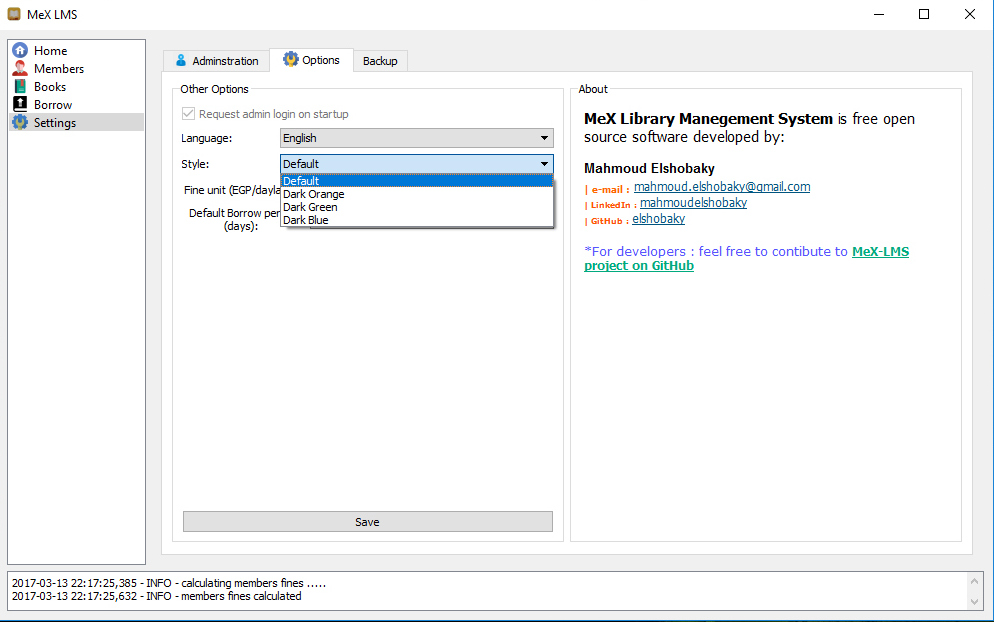 MeX LMS
Home
Members
Books
Borrow
Settings
Adminstration
Options
Backup
Other Options
Request admin login on startup
Language:
English
Style:
Default
Default
Dark Orange
Dark Green
Dark Blue
Fine unit (EGP/dayla
Default Borrow per
(days):
Save
About
MeX Library Manegement System is free open
source software developed by:
Mahmoud Elshobaky
| e-mail : mahmoud.elshobaky@gmail.com
| LinkedIn : mahmoudelshobaky
| GitHub : elshobaky
*For developers : feel free to contibute to MeX-LMS
project on GitHub
2017-03-13 22:17:25,385 - INFO - calculating members fines .....
2017-03-13 22:17:25,632 - INFO - members fines calculated